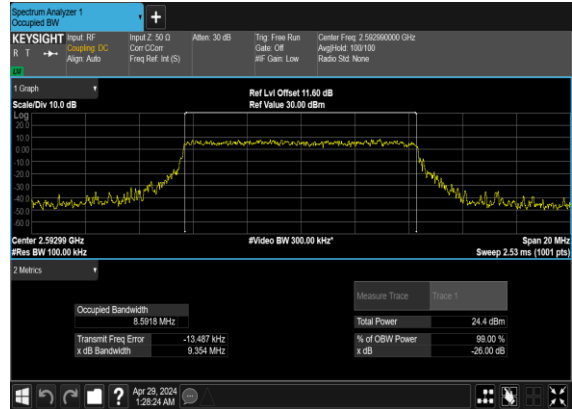 Spectrum Analyzer 1
Occupied BW
KEYSIGHT Input: RF Input Z: 50 Ω Atten: 30 dB Trig: Free Run Center Freq: 2.592990000 GHz
R T Coupling: DC Corr CCorr Gate: Off Avg|Hold: 100/100
Align: Auto Freq Ref: Int (S) #IF Gain: Low Radio Std: None
1 Graph
Ref Lvl Offset 11.60 dB
Scale/Div 10.0 dB Ref Value 30.00 dBm
Log
20.0
10.0
0.00
-10.0
-20.0
-30.0
-40.0
-50.0
-60.0
Center 2.59299 GHz #Video BW 300.00 kHz* Span 20 MHz
#Res BW 100.00 kHz Sweep 2.53 ms (1001 pts)
2 Metrics
Measure Trace Trace 1
Occupied Bandwidth
8.5918 MHz Total Power 24.4 dBm
Transmit Freq Error -13.487 kHz % of OBW Power 99.00 %
x dB Bandwidth 9.354 MHz x dB -26.00 dB
? Apr 29, 2024
1:28:24 AM